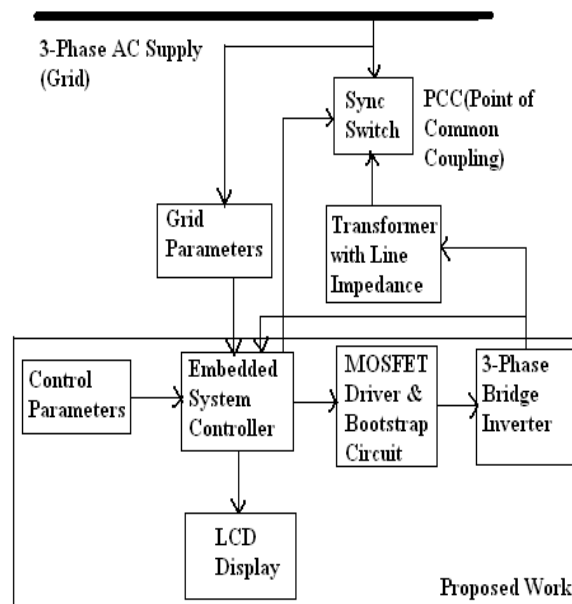 3-Phase AC Supply
(Grid)
Sync
Switch
PCC(Point of
Common
Coupling)
Grid
Parameters
Transformer
with Line
Impedance
Control
Parameters
Embedded
System
Controller
MOSFET
Driver &
Bootstrap
Circuit
3-Phase
Bridge
Inverter
LCD
Display
Proposed Work